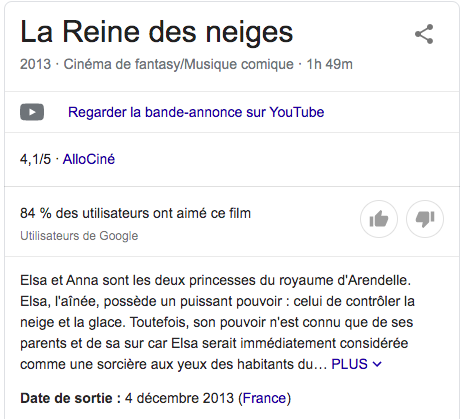 La Reine des neiges
2013 · Cinéma de fantasy/Musique comique · 1h 49m
Regarder la bande-annonce sur YouTube
4,1/5 · AlloCiné
84 % des utilisateurs ont aimé ce film
Utilisateurs de Google
Elsa et Anna sont les deux princesses du royaume d'Arendelle.
Elsa, l'aînée, possède un puissant pouvoir : celui de contrôler la
neige et la glace. Toutefois, son pouvoir n'est connu que de ses
parents et de sa sur car Elsa serait immédiatement considérée
comme une sorcière aux yeux des habitants du… PLUS
Date de sortie : 4 décembre 2013 (France)